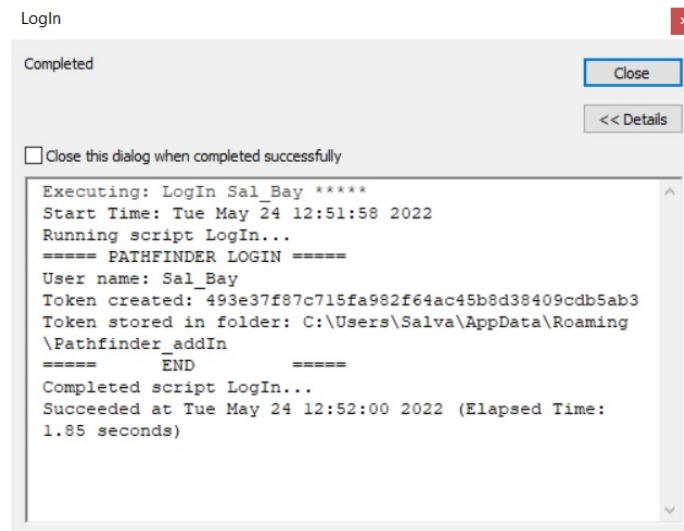 LogIn
Completed
Close
<< Details
Close this dialog when completed successfully
Executing: LogIn Sal_Bay *****
Start Time: Tue May 24 12:51:58 2022
Running script LogIn...
===== PATHFINDER LOGIN =====
User name: Sal_Bay
Token created: 493e37f87c715fa982f64ac45b8d38409cdb5ab3
Token stored in folder: C:\Users\Salva\AppData\Roaming
\Pathfinder_addIn
===== END =====
Completed script LogIn...
Succeeded at Tue May 24 12:52:00 2022 (Elapsed Time:
1.85 seconds)